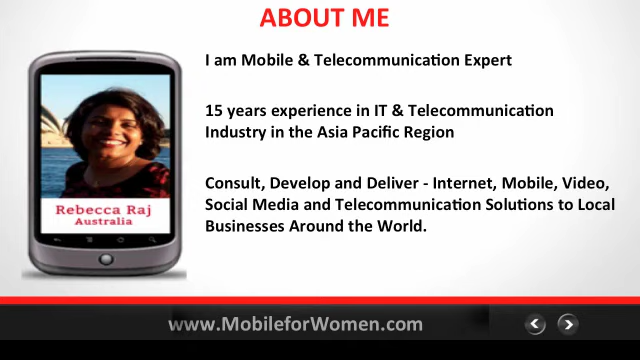 ABOUT ME
I am Mobile & Telecommunication Expert
15 years experience in IT & Telecommunication
Industry in the Asia Pacific Region
Consult, Develop and Deliver - Internet, Mobile, Video,
Social Media and Telecommunication Solutions to Local
Businesses Around the World.
Rebecca Raj
Australia
www.MobileforWomen.com